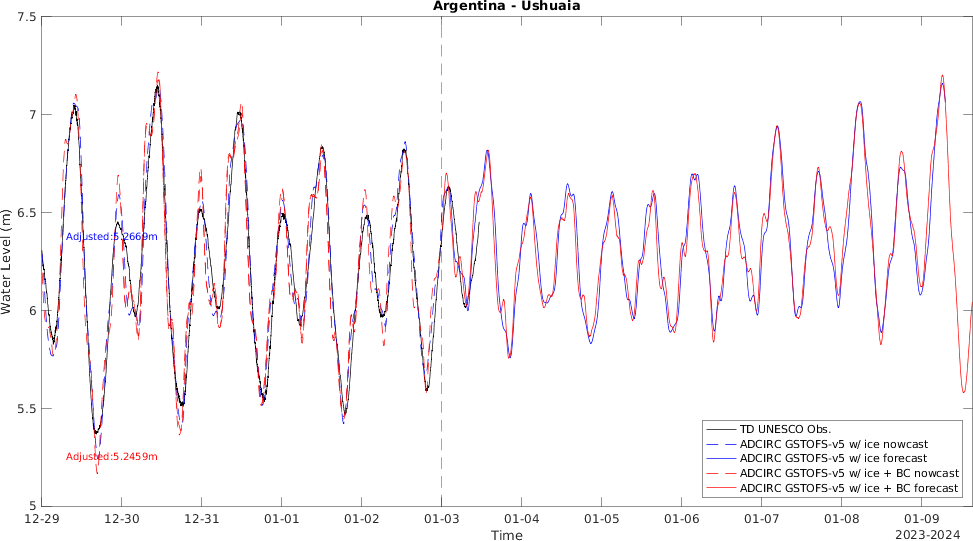 Argentina - Ushuaia
7.5
7
6.5
6
5.5
5
Water Level (m)
Adjusted:5.2669m
Adjusted:5.2459m
TD UNESCO Obs.
ADCIRC GSTOFS-v5 w/ ice nowcast
ADCIRC GSTOFS-v5 w/ ice forecast
ADCIRC GSTOFS-v5 w/ ice + BC nowcast
ADCIRC GSTOFS-v5 w/ ice + BC forecast
12-29 12-30 12-31 01-01 01-02 01-03 01-04 01-05 01-06 01-07 01-08 01-09
Time
2023-2024